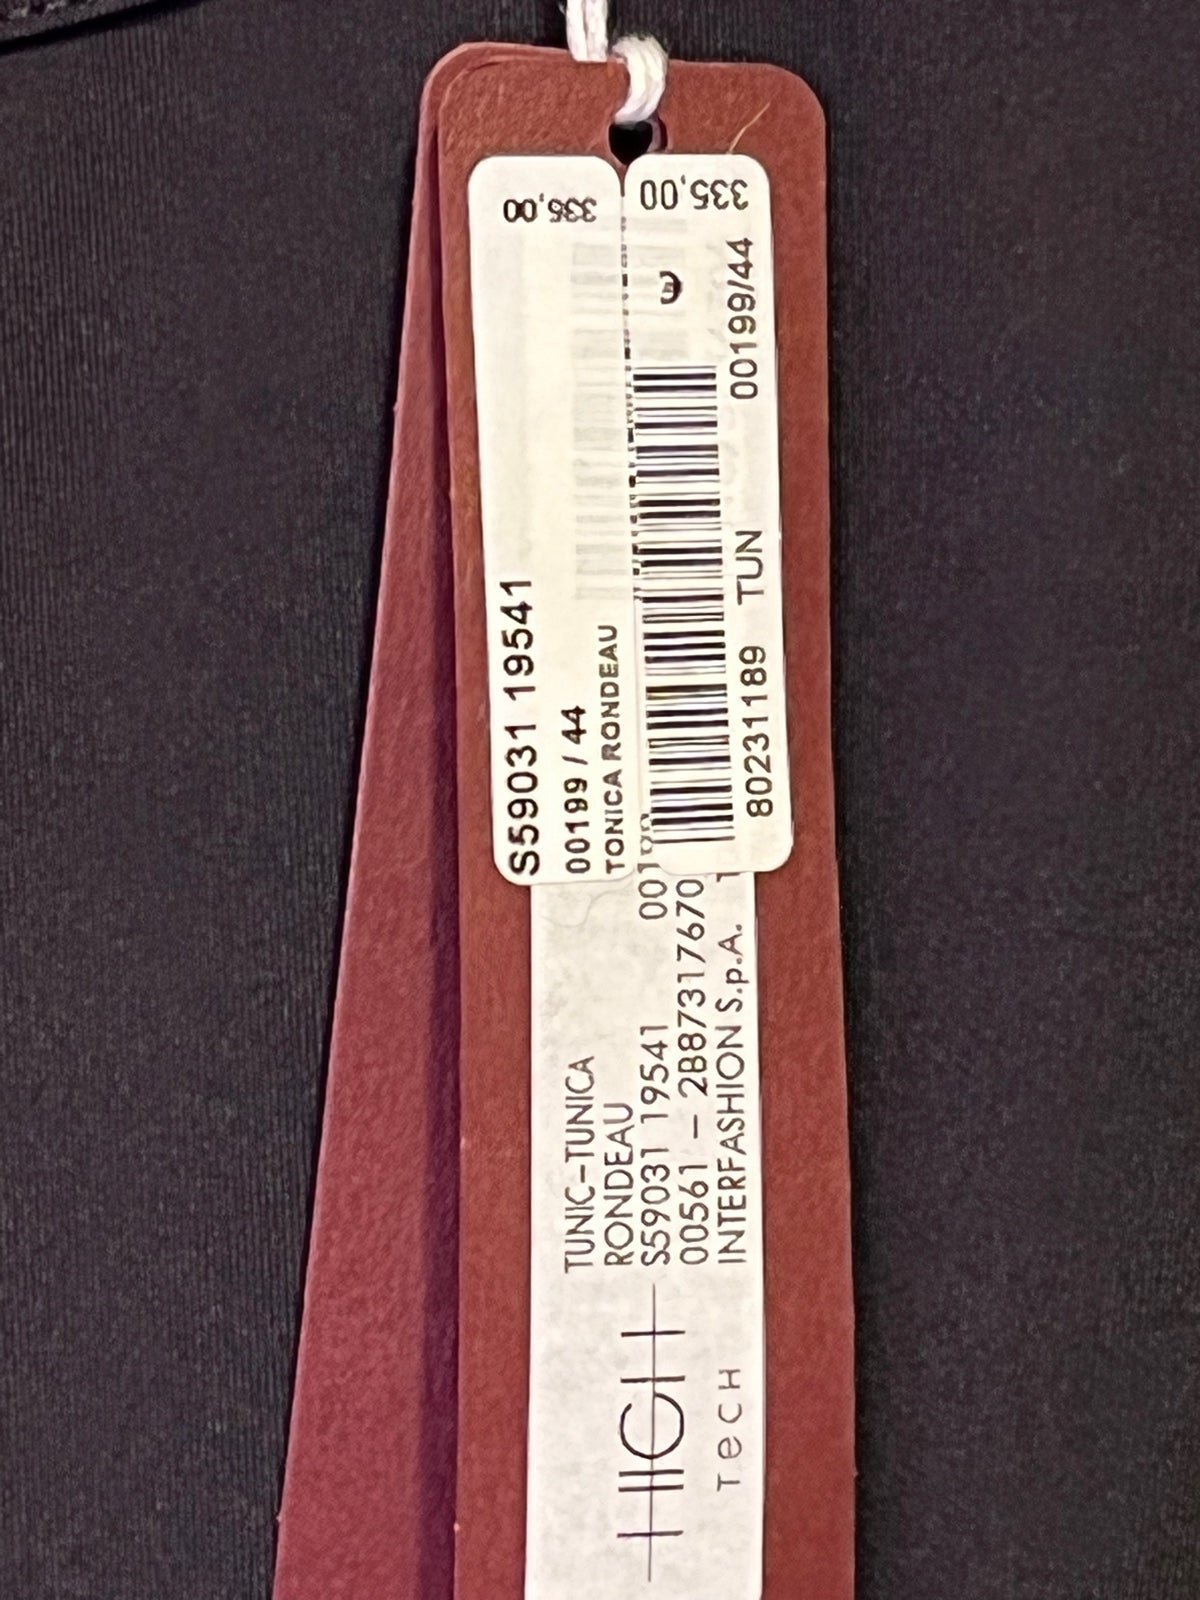 335,00
S59031 19541
00199 / 44
TONICA RONDEAU
335,00
€
00199/44
80231189 TUN
TUNIC-TUNICA
RONDEAU
S59031 19541
00561 - 2B87317670
INTERFASHION S.p.A.
HIGH
TECH